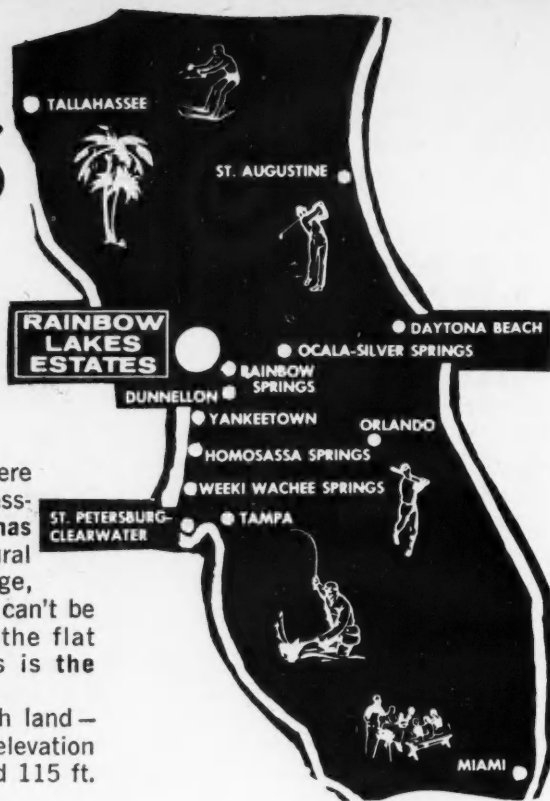 TALLAHASSEE
ST. AUGUSTINE
RAINBOW
LAKES
ESTATES
DAYTONA BEACH
OCALA-SILVER SPRINGS
RAINBOW
SPRINGS
DUNNELLON
YANKEETOWN
ORLANDO
HOMOSASSA SPRINGS
WEEKI WACHEE SPRINGS
ST. PETERSBURG-
CLEARWATER
TAMPA
MIAMI
ere
ss-
has
ural
ge,
can't be
the flat
s is the
h land —
elevation
d 115 ft.